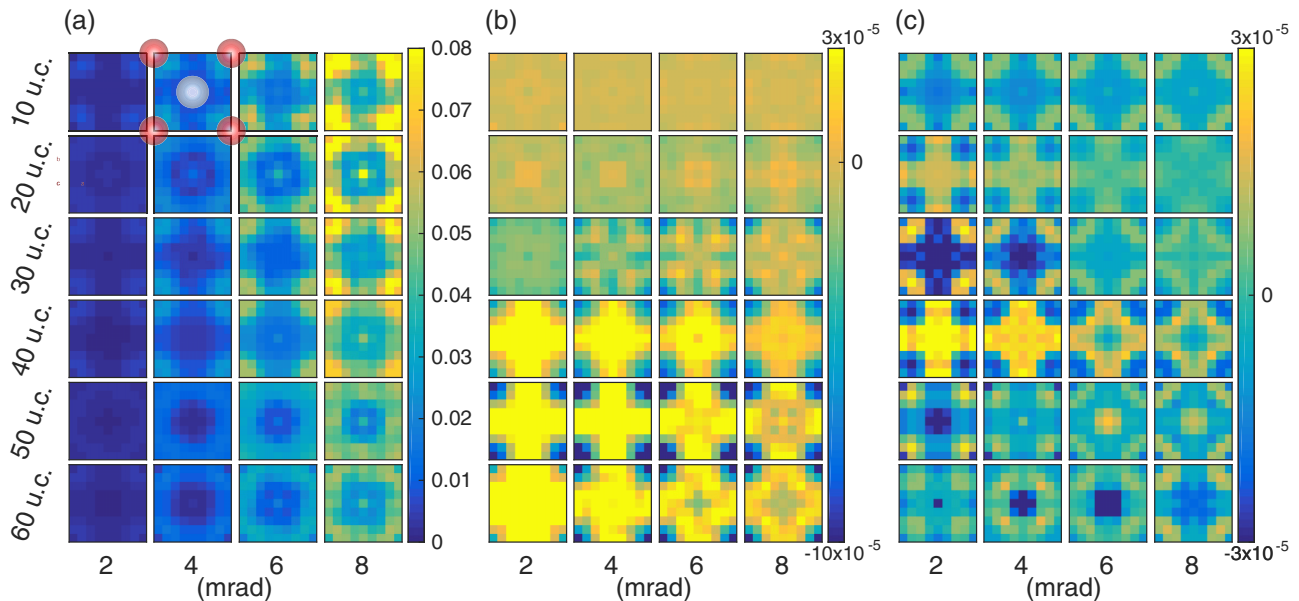 (a) (b) (c)
10 u.c.
20 u.c.
30 u.c.
40 u.c.
50 u.c.
60 u.c.
2 4 6 8
(mrad)
0.08
0.07
0.06
0.05
0.04
0.03
0.02
0.01
0
2 4 6 8
(mrad)
3x10⁻⁵
0
-10x10⁻⁵
2 4 6 8
(mrad)
3x10⁻⁵
0
-3x10⁻⁵